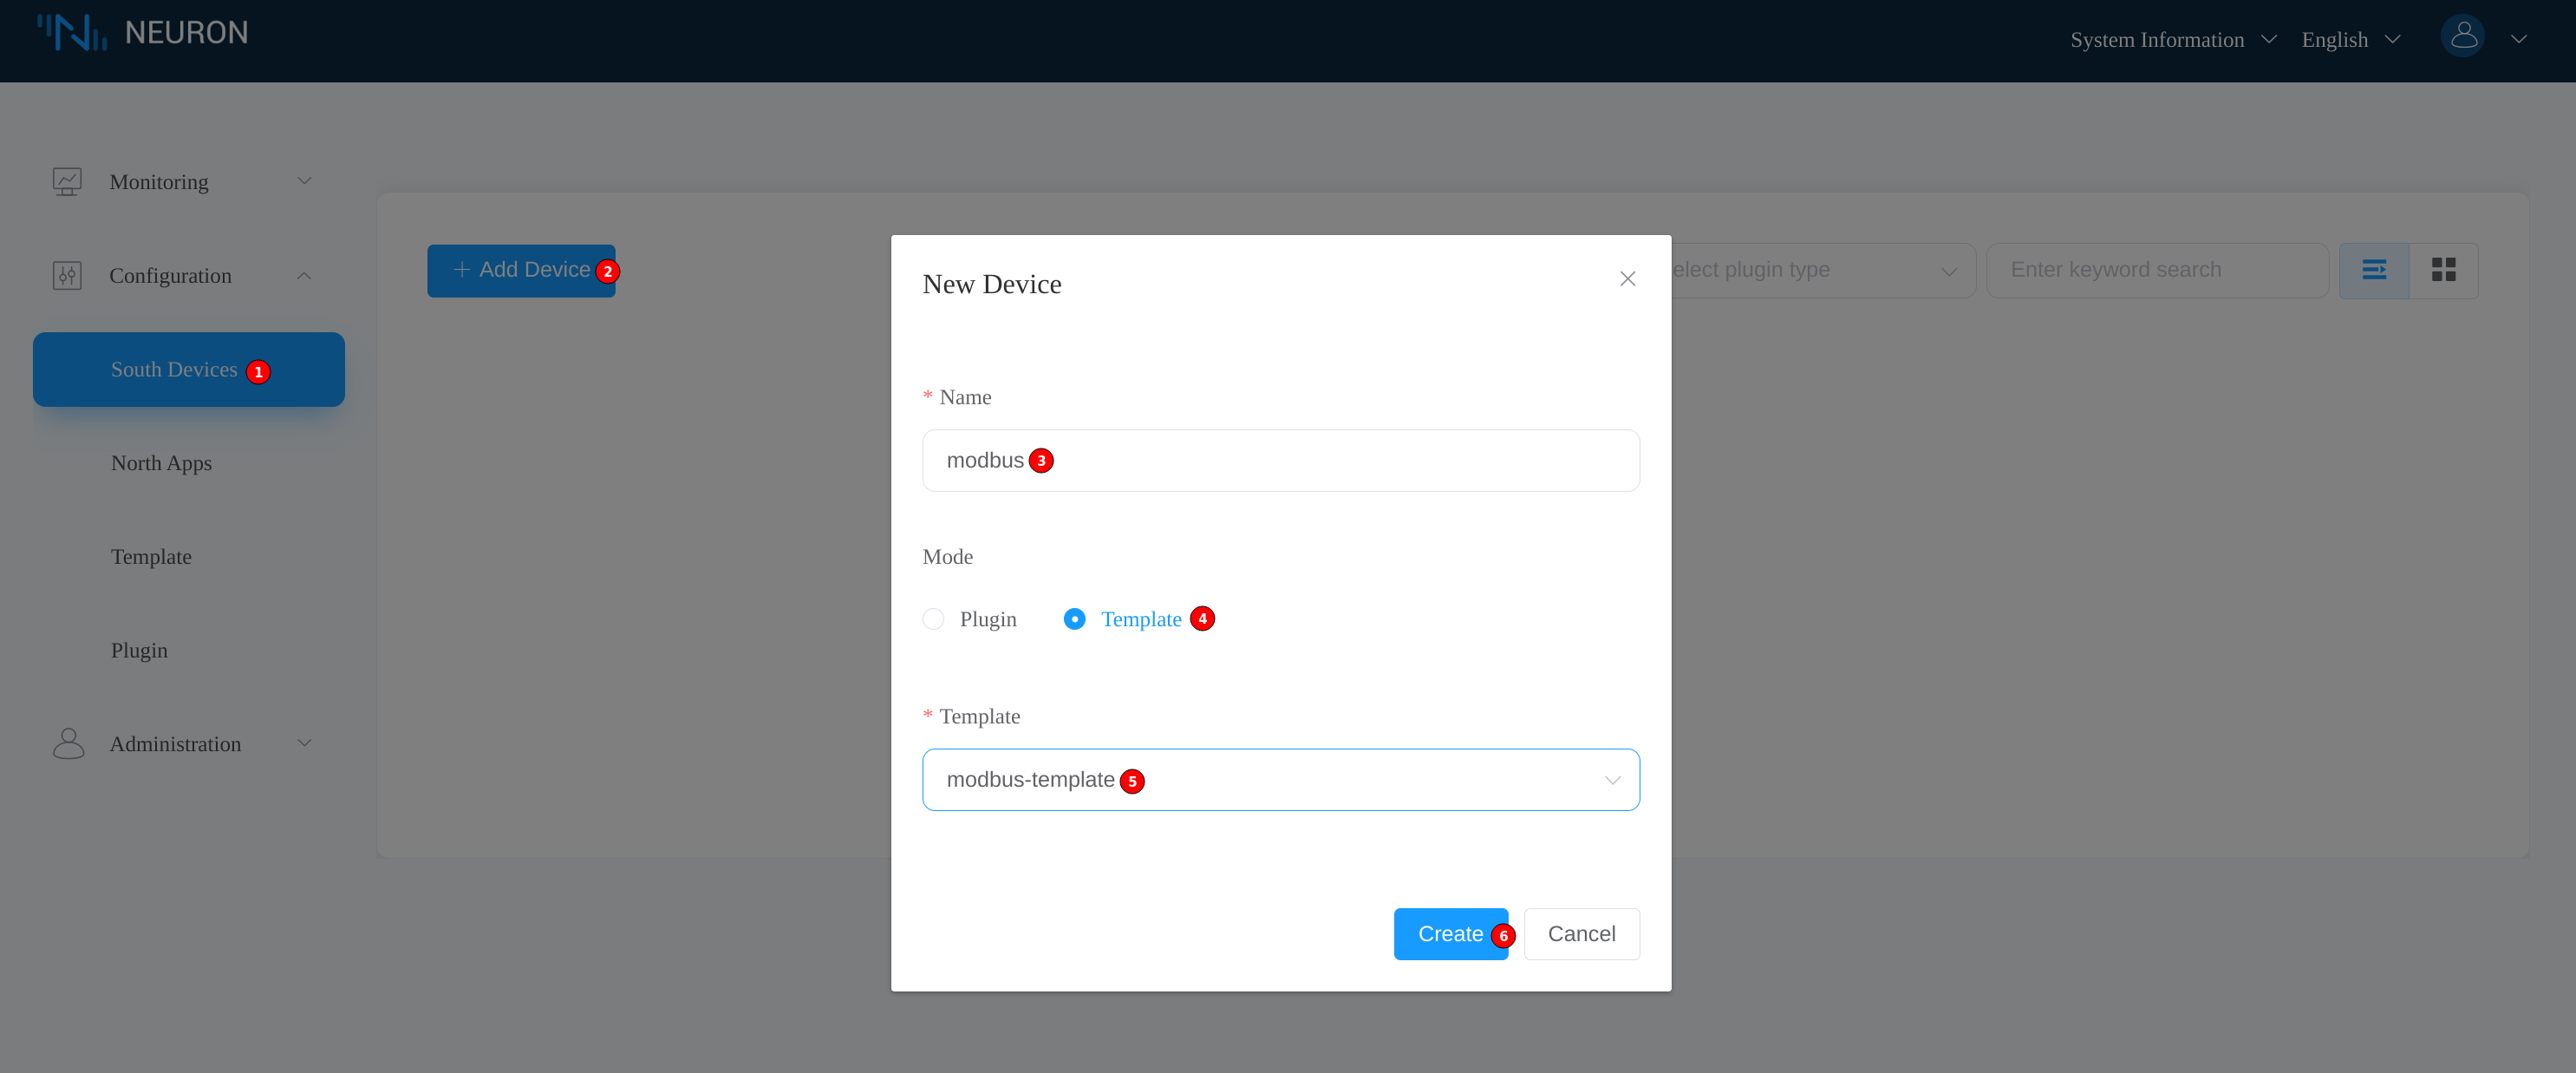 NEURON
System Information
English
Monitoring
Configuration
South Devices 1
North Apps
Template
Plugin
Administration
+ Add Device 2
elect plugin type
Enter keyword search
New Device
* Name
modbus 3
Mode
Plugin
Template 4
* Template
modbus-template 5
Create 6
Cancel